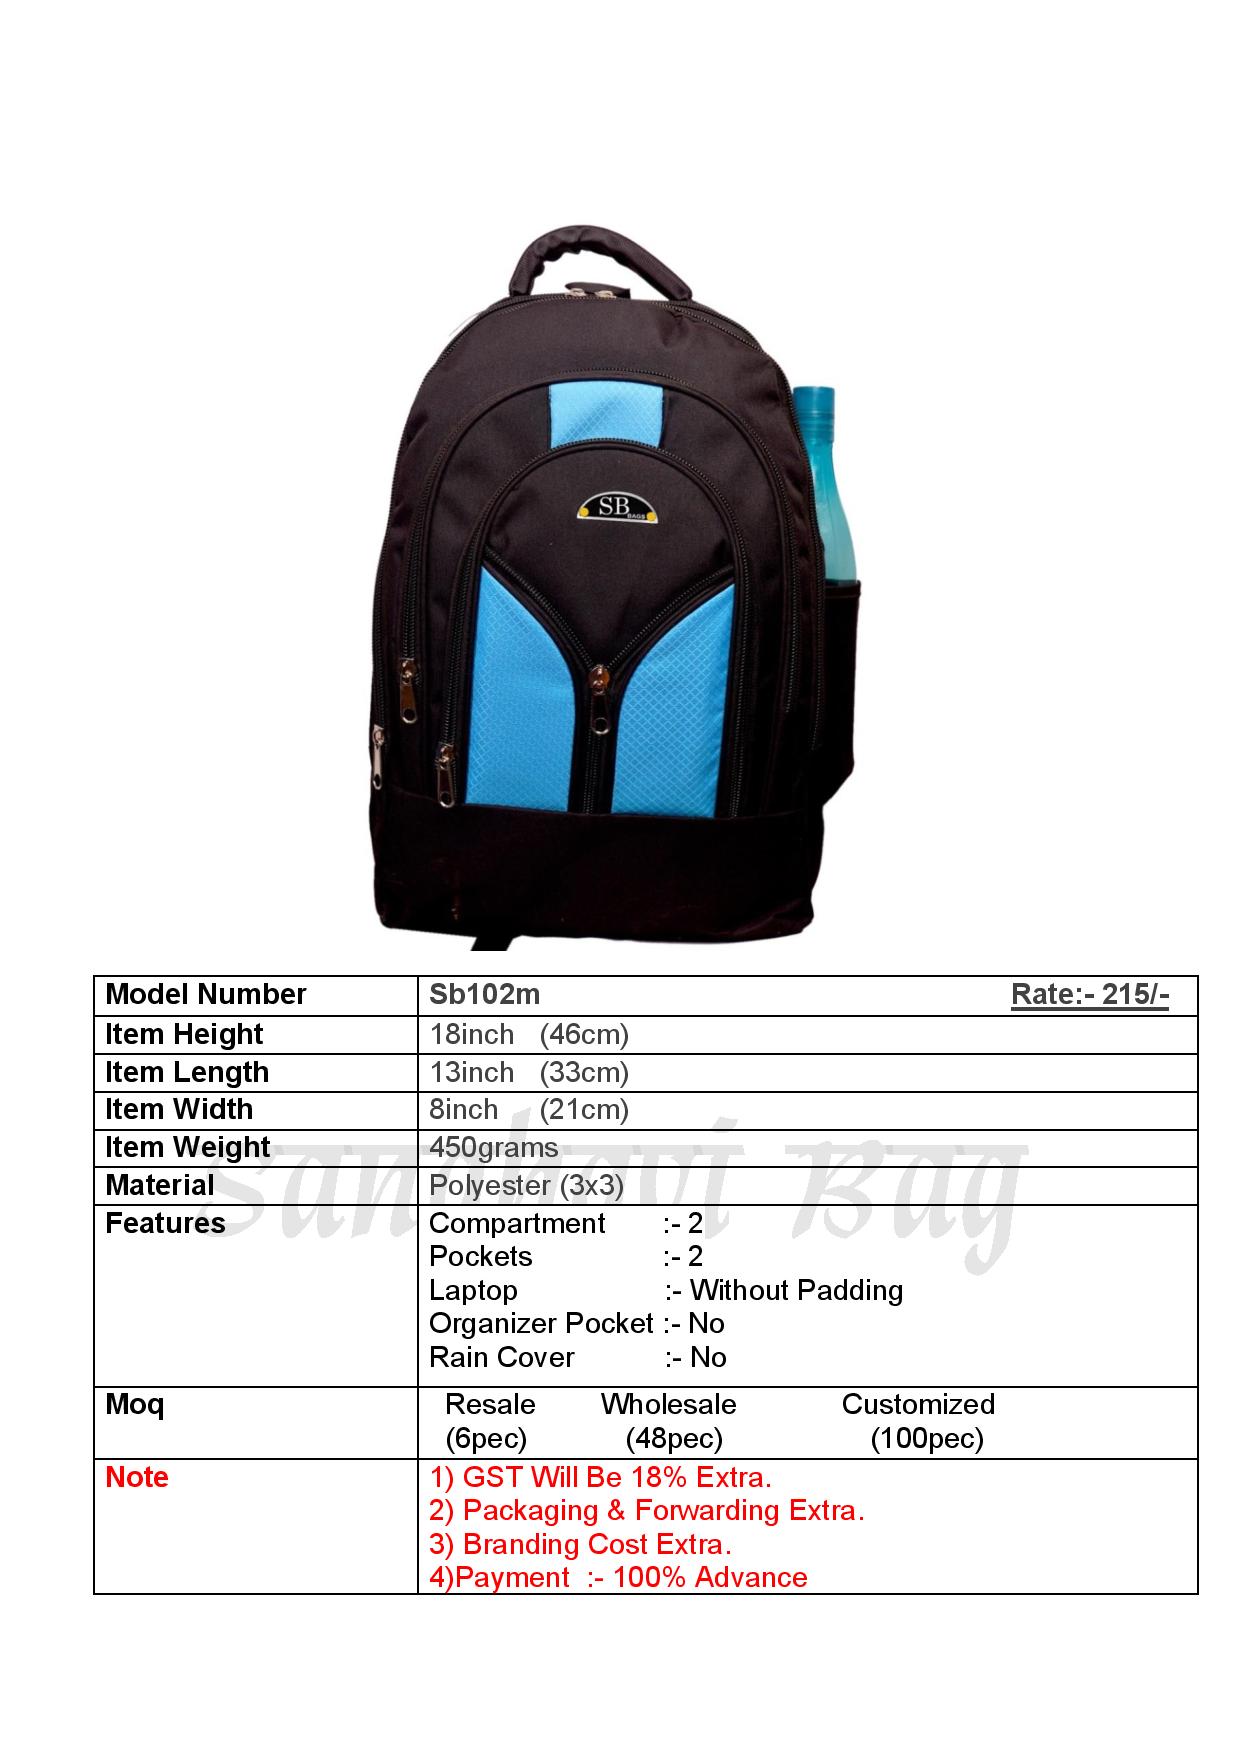 SB
BAGS
Model Number Sb102m Rate:- 215/-
Item Height 18inch (46cm)
Item Length 13inch (33cm)
Item Width 8inch (21cm)
Item Weight 450grams
Material Polyester (3x3)
Features Compartment :- 2
Pockets :- 2
Laptop :- Without Padding
Organizer Pocket :- No
Rain Cover :- No
Moq Resale Wholesale Customized
(6pec) (48pec) (100pec)
Note 1) GST Will Be 18% Extra.
2) Packaging & Forwarding Extra.
3) Branding Cost Extra.
4)Payment :- 100% Advance